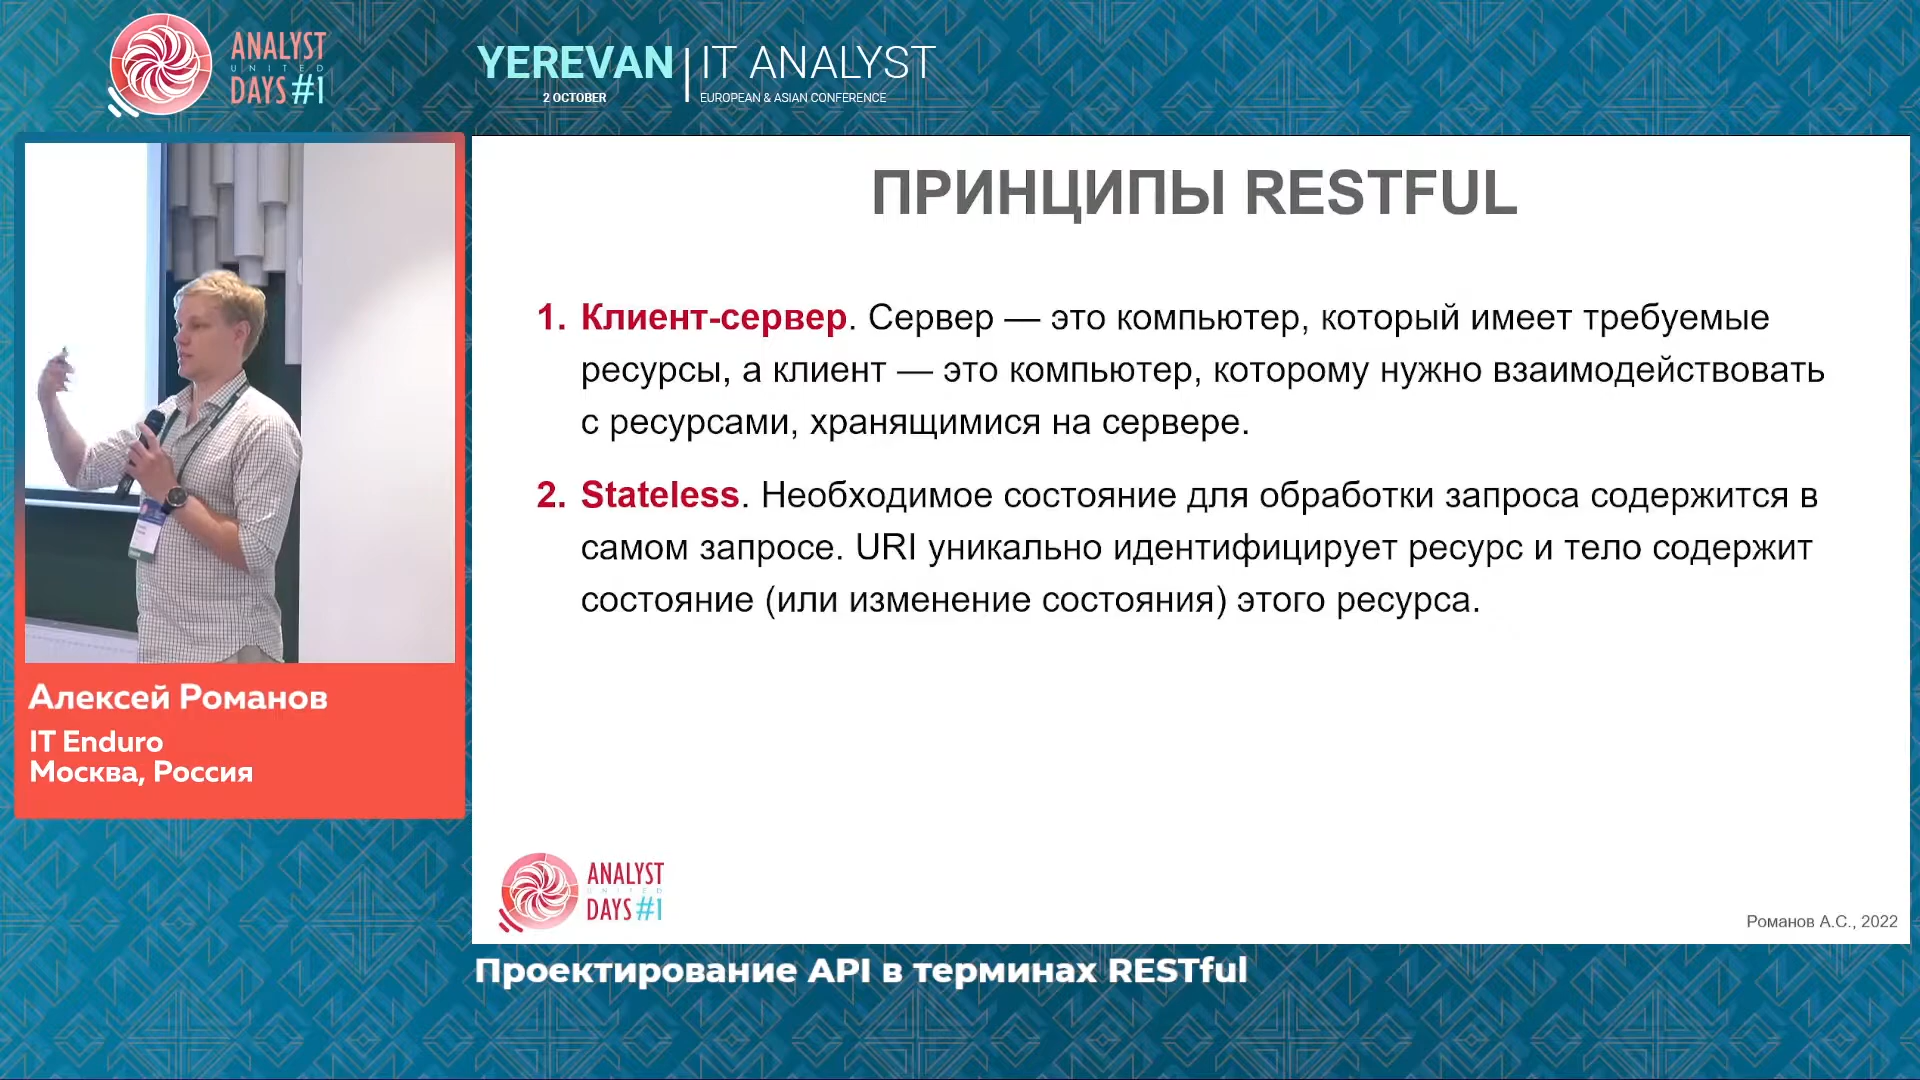 ANALYST
UNITED
DAYS #1
YEREVAN
2 OCTOBER
IT ANALYST
EUROPEAN & ASIAN CONFERENCE
ПРИНЦИПЫ RESTFUL
1. Клиент-сервер. Сервер — это компьютер, который имеет требуемые
ресурсы, а клиент — это компьютер, которому нужно взаимодействовать
с ресурсами, хранящимися на сервере.
2. Stateless. Необходимое состояние для обработки запроса содержится в
самом запросе. URI уникально идентифицирует ресурс и тело содержит
состояние (или изменение состояния) этого ресурса.
Алексей Романов
IT Enduro
Москва, Россия
ANALYST
UNITED
DAYS #1
Романов А.С., 2022
Проектирование API в терминах RESTful